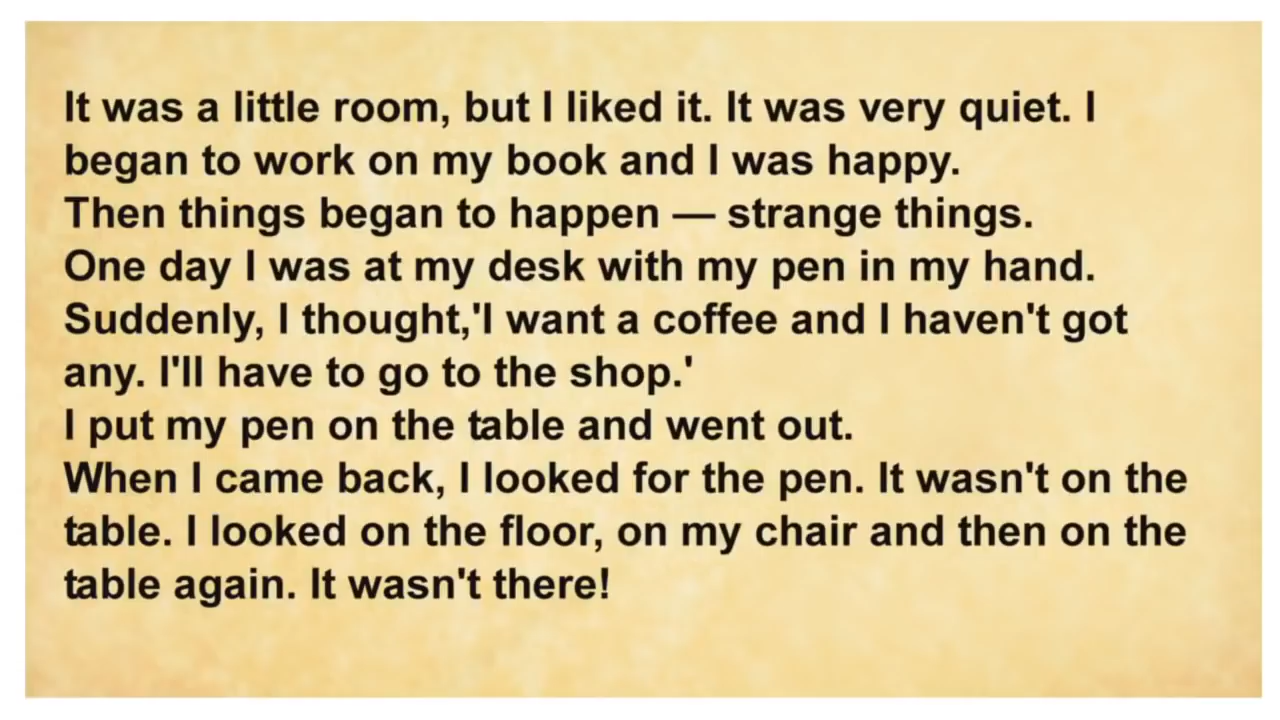 It was a little room, but I liked it. It was very quiet. I
began to work on my book and I was happy.
Then things began to happen — strange things.
One day I was at my desk with my pen in my hand.
Suddenly, I thought,'I want a coffee and I haven't got
any. I'll have to go to the shop.'
I put my pen on the table and went out.
When I came back, I looked for the pen. It wasn't on the
table. I looked on the floor, on my chair and then on the
table again. It wasn't there!